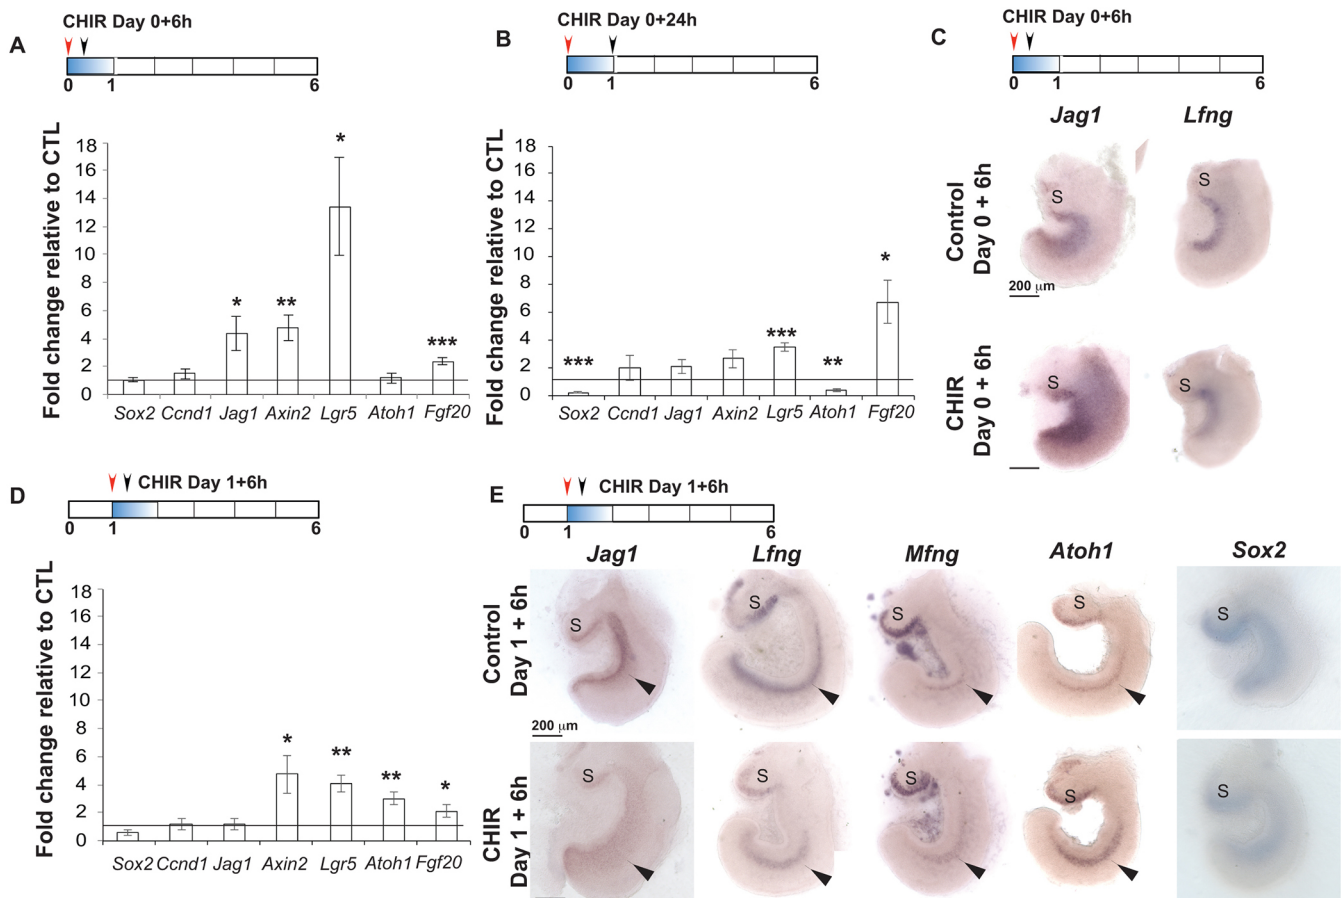 A
CHIR Day 0+6h
0 1 6
Fold change relative to CTL
18
16
14
12
10
8
6
4
2
0
*
**
*
***
Sox2 Ccnd1 Jag1 Axin2 Lgr5 Atoh1 Fgf20
B
CHIR Day 0+24h
0 1 6
Fold change relative to CTL
18
16
14
12
10
8
6
4
2
0
***
***
**
*
Sox2 Ccnd1 Jag1 Axin2 Lgr5 Atoh1 Fgf20
C
CHIR Day 0+6h
0 1 6
Jag1 Lfng
Control
Day 0 + 6h
S
S
200 μm
CHIR
Day 0 + 6h
S
S
D
CHIR Day 1+6h
0 1 6
Fold change relative to CTL
18
16
14
12
10
8
6
4
2
0
*
**
**
*
Sox2 Ccnd1 Jag1 Axin2 Lgr5 Atoh1 Fgf20
E
CHIR Day 1+6h
0 1 6
Jag1 Lfng Mfng Atoh1 Sox2
Control
Day 1 + 6h
S
S
S
S
S
200 μm
CHIR
Day 1 + 6h
S
S
S
S
S